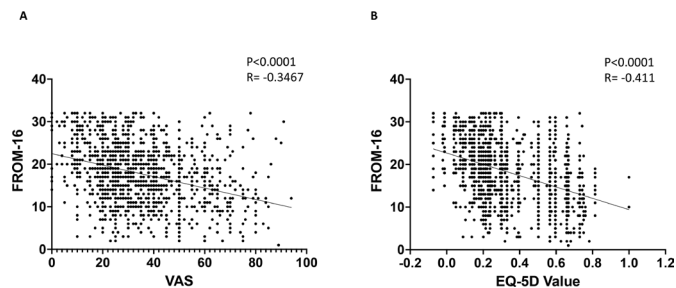 A
P<0.0001
R= -0.3467
FROM-16
40
30
20
10
0
0 20 40 60 80 100
VAS
B
P<0.0001
R= -0.411
FROM-16
40
30
20
10
0
-0.2 0.0 0.2 0.4 0.6 0.8 1.0 1.2
EQ-5D Value